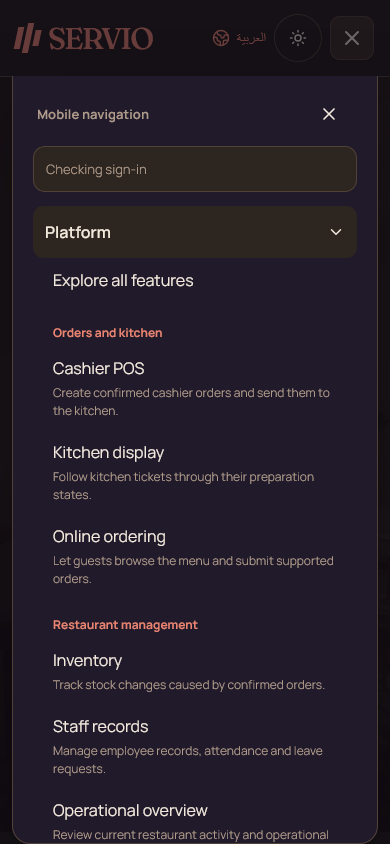 SERVIO
العربية
Mobile navigation
Checking sign-in
Platform
Explore all features
Orders and kitchen
Cashier POS
Create confirmed cashier orders and send them to
the kitchen.
Kitchen display
Follow kitchen tickets through their preparation
states.
Online ordering
Let guests browse the menu and submit supported
orders.
Restaurant management
Inventory
Track stock changes caused by confirmed orders.
Staff records
Manage employee records, attendance and leave
requests.
Operational overview
Review current restaurant activity and operational